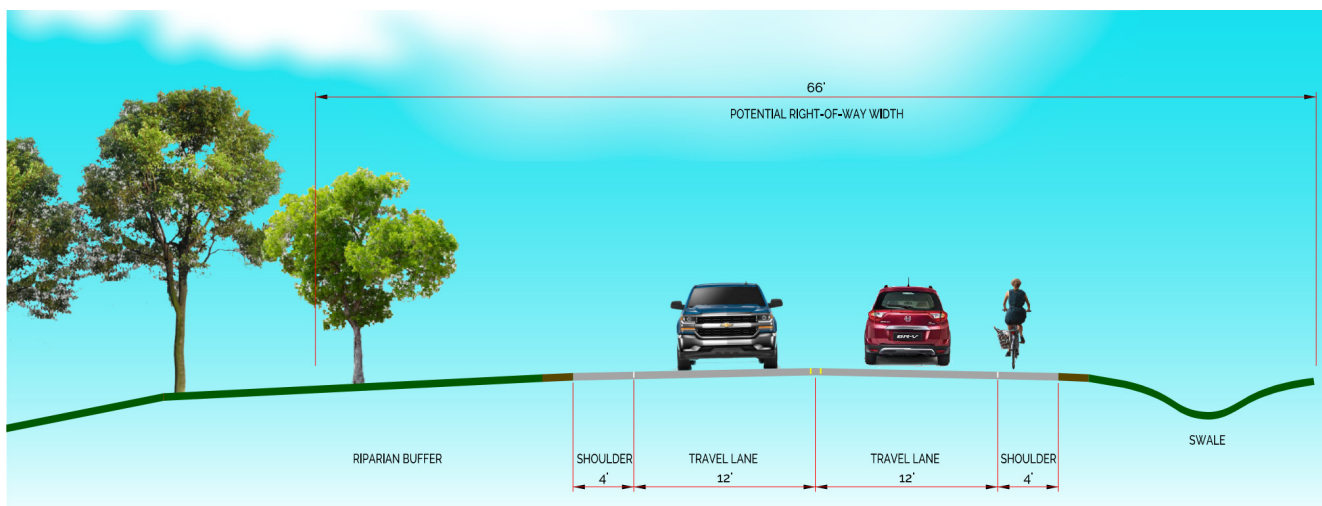 66'
POTENTIAL RIGHT-OF-WAY WIDTH
BR-V
RIPARIAN BUFFER
SHOULDER
4'
TRAVEL LANE
12'
TRAVEL LANE
12'
SHOULDER
4'
SWALE